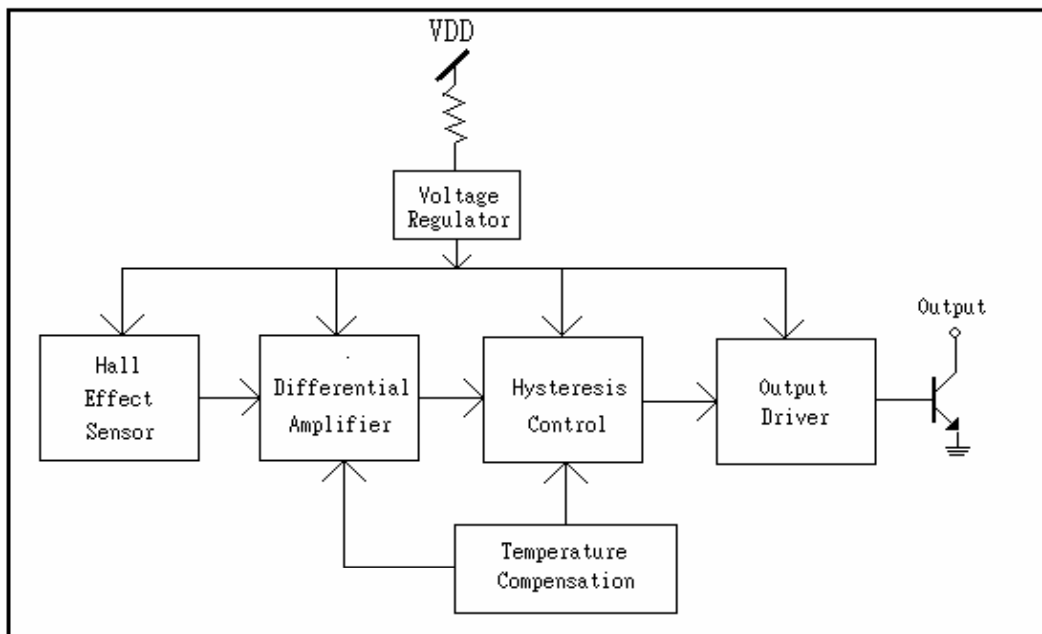 VDD
Voltage
Regulator
Output
Hall
Effect
Sensor
Differential
Amplifier
Hysteresis
Control
Output
Driver
Temperature
Compensation